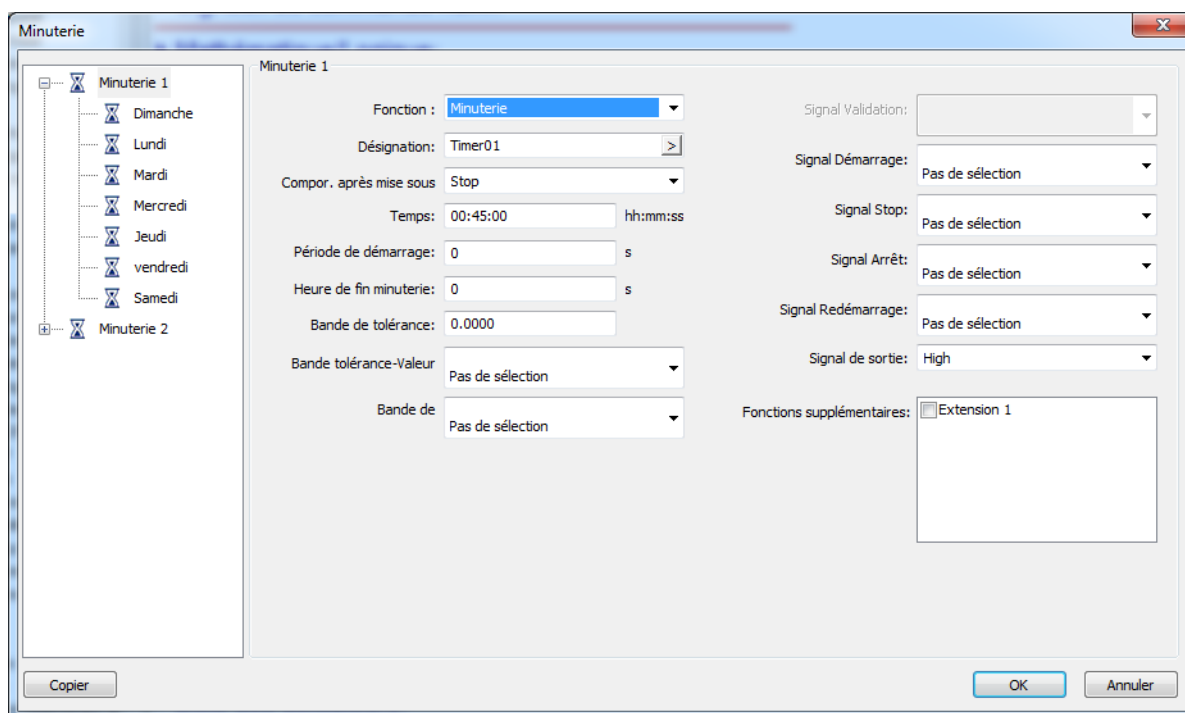 Minuterie
Minuterie 1
Dimanche
Lundi
Mardi
Mercredi
Jeudi
vendredi
Samedi
Minuterie 2
Minuterie 1
Fonction : Minuterie
Désignation: Timer01 >
Compor. après mise sous Stop
Temps: 00:45:00 hh:mm:ss
Période de démarrage: 0 s
Heure de fin minuterie: 0 s
Bande de tolérance: 0.0000
Bande tolérance-Valeur Pas de sélection
Bande de Pas de sélection
Signal Validation:
Signal Démarrage: Pas de sélection
Signal Stop: Pas de sélection
Signal Arrêt: Pas de sélection
Signal Redémarrage: Pas de sélection
Signal de sortie: High
Fonctions supplémentaires: Extension 1
Copier
OK
Annuler